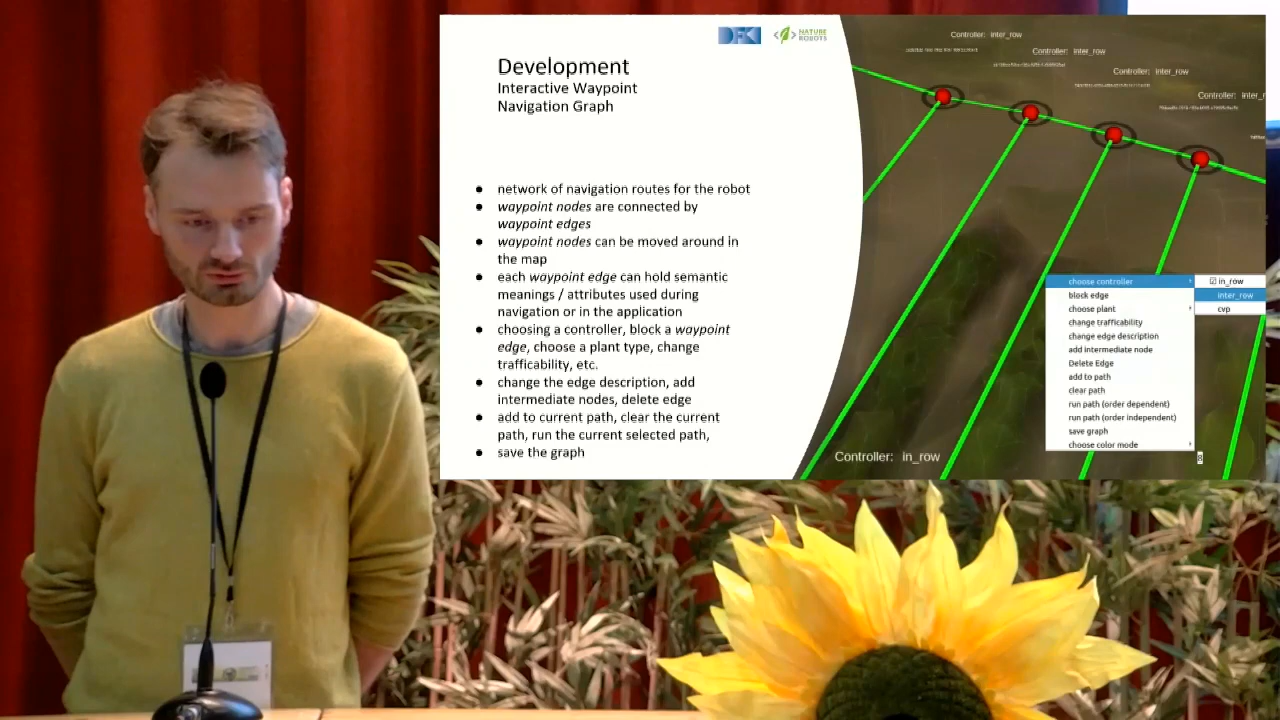 DFKI
NATURE
ROBOTS
Development
Interactive Waypoint
Navigation Graph
● network of navigation routes for the robot
● waypoint nodes are connected by
waypoint edges
● waypoint nodes can be moved around in
the map
● each waypoint edge can hold semantic
meanings / attributes used during
navigation or in the application
● choosing a controller, block a waypoint
edge, choose a plant type, change
trafficability, etc.
● change the edge description, add
intermediate nodes, delete edge
● add to current path, clear the current
path, run the current selected path,
● save the graph
Controller: inter_row
Controller: inter_row
Controller: inter_row
Controller: inter_r
choose controller
block edge
choose plant
change trafficability
change edge description
add intermediate node
Delete Edge
add to path
clear path
run path (order dependent)
run path (order independent)
save graph
choose color mode
in_row
inter_row
cvp
Controller: in_row